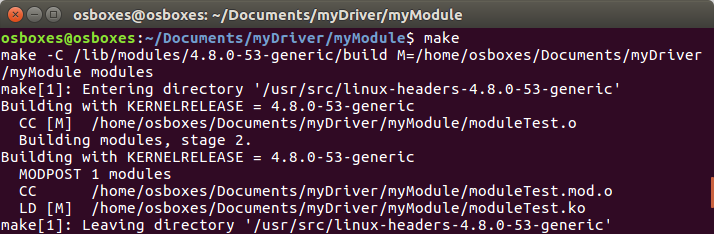 osboxes@osboxes: ~/Documents/myDriver/myModule
osboxes@osboxes:~/Documents/myDriver/myModule$ make
make -C /lib/modules/4.8.0-53-generic/build M=/home/osboxes/Documents/myDriver
/myModule modules
make[1]: Entering directory '/usr/src/linux-headers-4.8.0-53-generic'
Building with KERNELRELEASE = 4.8.0-53-generic
  CC [M]  /home/osboxes/Documents/myDriver/myModule/moduleTest.o
  Building modules, stage 2.
Building with KERNELRELEASE = 4.8.0-53-generic
  MODPOST 1 modules
  CC      /home/osboxes/Documents/myDriver/myModule/moduleTest.mod.o
  LD [M]  /home/osboxes/Documents/myDriver/myModule/moduleTest.ko
make[1]: Leaving directory '/usr/src/linux-headers-4.8.0-53-generic'